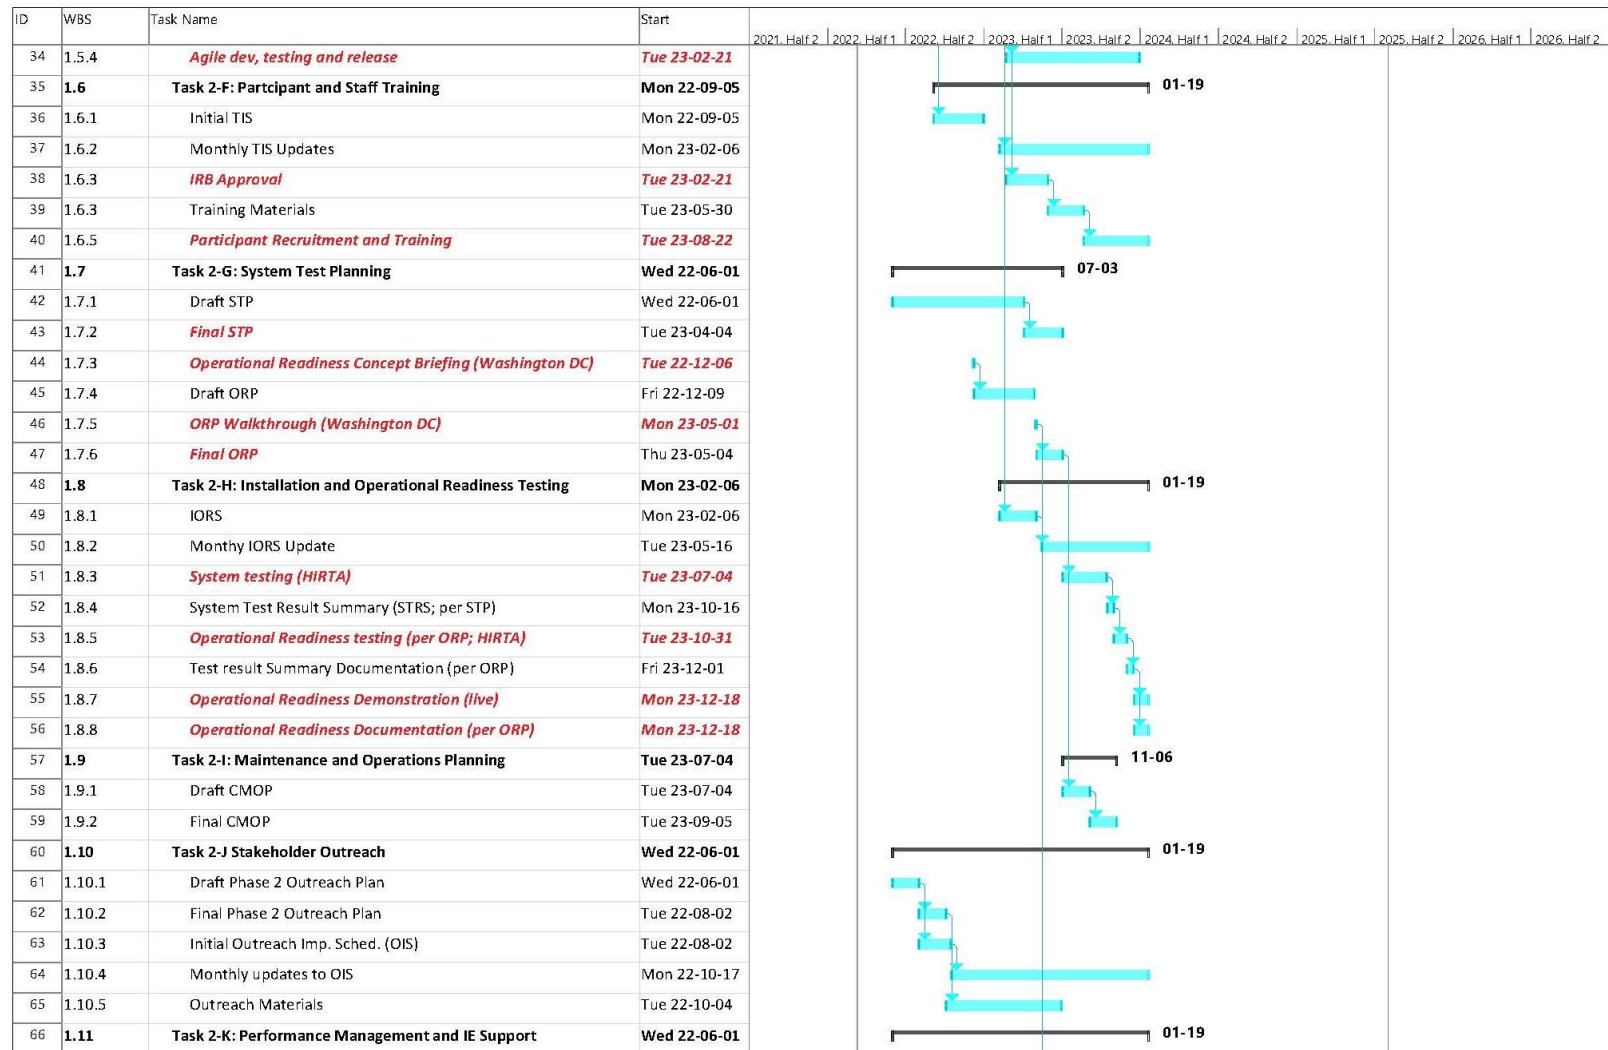 ID WBS Task Name Start
2021, Half 2 2022, Half 1 2022, Half 2 2023, Half 1 2023, Half 2 2024, Half 1 2024, Half 2 2025, Half 1 2025, Half 2 2026, Half 1 2026, Half 2
34 1.5.4 Agile dev, testing and release Tue 23-02-21
35 1.6 Task 2-F: Partcipant and Staff Training Mon 22-09-05 01-19
36 1.6.1 Initial TIS Mon 22-09-05
37 1.6.2 Monthly TIS Updates Mon 23-02-06
38 1.6.3 IRB Approval Tue 23-02-21
39 1.6.3 Training Materials Tue 23-05-30
40 1.6.5 Participant Recruitment and Training Tue 23-08-22
41 1.7 Task 2-G: System Test Planning Wed 22-06-01 07-03
42 1.7.1 Draft STP Wed 22-06-01
43 1.7.2 Final STP Tue 23-04-04
44 1.7.3 Operational Readiness Concept Briefing (Washington DC) Tue 22-12-06
45 1.7.4 Draft ORP Fri 22-12-09
46 1.7.5 ORP Walkthrough (Washington DC) Mon 23-05-01
47 1.7.6 Final ORP Thu 23-05-04
48 1.8 Task 2-H: Installation and Operational Readiness Testing Mon 23-02-06 01-19
49 1.8.1 IORS Mon 23-02-06
50 1.8.2 Monthy IORS Update Tue 23-05-16
51 1.8.3 System testing (HIRTA) Tue 23-07-04
52 1.8.4 System Test Result Summary (STRS; per STP) Mon 23-10-16
53 1.8.5 Operational Readiness testing (per ORP; HIRTA) Tue 23-10-31
54 1.8.6 Test result Summary Documentation (per ORP) Fri 23-12-01
55 1.8.7 Operational Readiness Demonstration (live) Mon 23-12-18
56 1.8.8 Operational Readiness Documentation (per ORP) Mon 23-12-18
57 1.9 Task 2-I: Maintenance and Operations Planning Tue 23-07-04 11-06
58 1.9.1 Draft CMOP Tue 23-07-04
59 1.9.2 Final CMOP Tue 23-09-05
60 1.10 Task 2-J Stakeholder Outreach Wed 22-06-01 01-19
61 1.10.1 Draft Phase 2 Outreach Plan Wed 22-06-01
62 1.10.2 Final Phase 2 Outreach Plan Tue 22-08-02
63 1.10.3 Initial Outreach Imp. Sched. (OIS) Tue 22-08-02
64 1.10.4 Monthly updates to OIS Mon 22-10-17
65 1.10.5 Outreach Materials Tue 22-10-04
66 1.11 Task 2-K: Performance Management and IE Support Wed 22-06-01 01-19